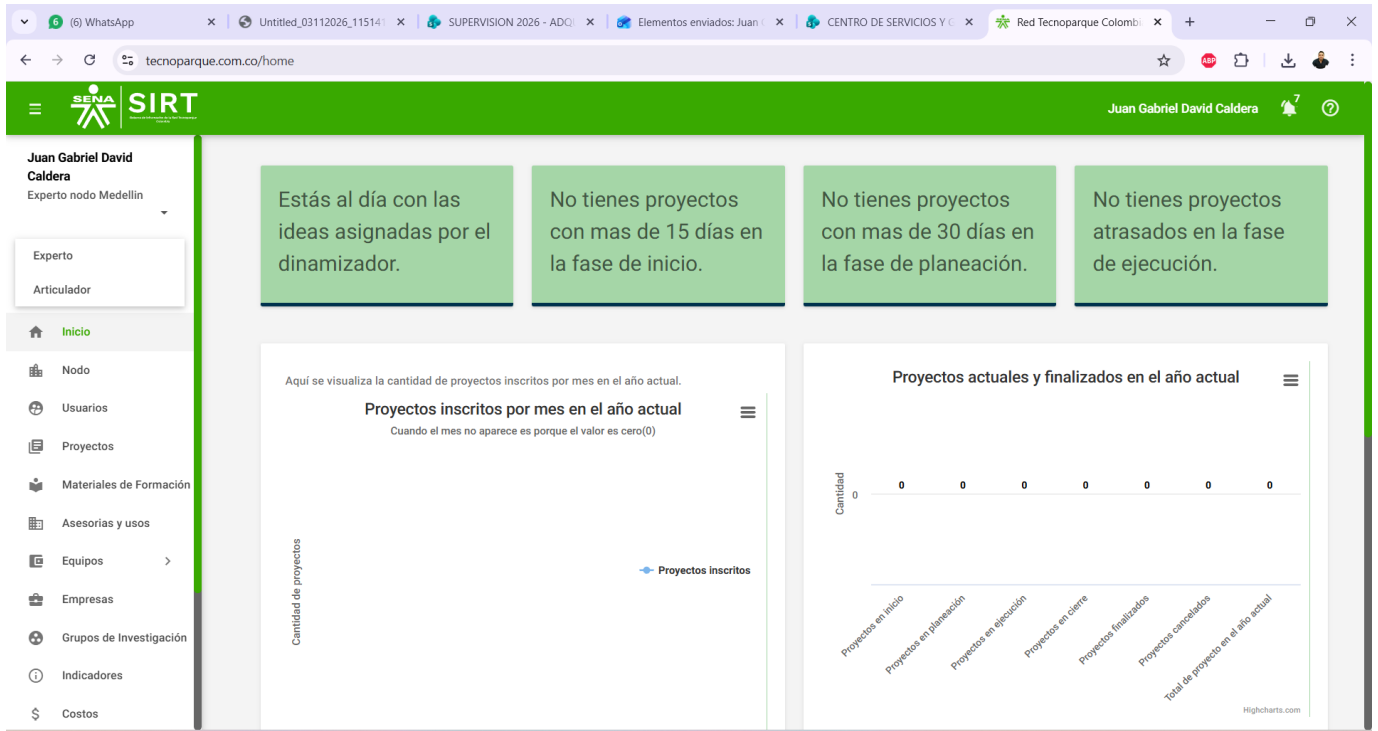 (6) WhatsApp
Untitled_03112026_115141
SUPERVISION 2026 - ADQU
Elementos enviados: Juan G
CENTRO DE SERVICIOS Y G
Red Tecnoparque Colombi
tecnoparque.com.co/home
ABP
SENA
SIRT
Juan Gabriel David Caldera
7
Juan Gabriel David
Caldera
Experto nodo Medellin
Experto
Articulador
Inicio
Nodo
Usuarios
Proyectos
Materiales de Formación
Asesorias y usos
Equipos
Empresas
Grupos de Investigación
Indicadores
Costos
Estás al día con las
ideas asignadas por el
dinamizador.
No tienes proyectos
con mas de 15 días en
la fase de inicio.
No tienes proyectos
con mas de 30 días en
la fase de planeación.
No tienes proyectos
atrasados en la fase
de ejecución.
Aquí se visualiza la cantidad de proyectos inscritos por mes en el año actual.
Proyectos inscritos por mes en el año actual
Cuando el mes no aparece es porque el valor es cero(0)
Cantidad de proyectos
Proyectos inscritos
Proyectos actuales y finalizados en el año actual
Cantidad
0
0 0 0 0 0 0 0
Proyectos en inicio
Proyectos en planeación
Proyectos en ejecución
Proyectos en cierre
Proyectos finalizados
Proyectos cancelados
Total de proyecto en el año actual
Highcharts.com